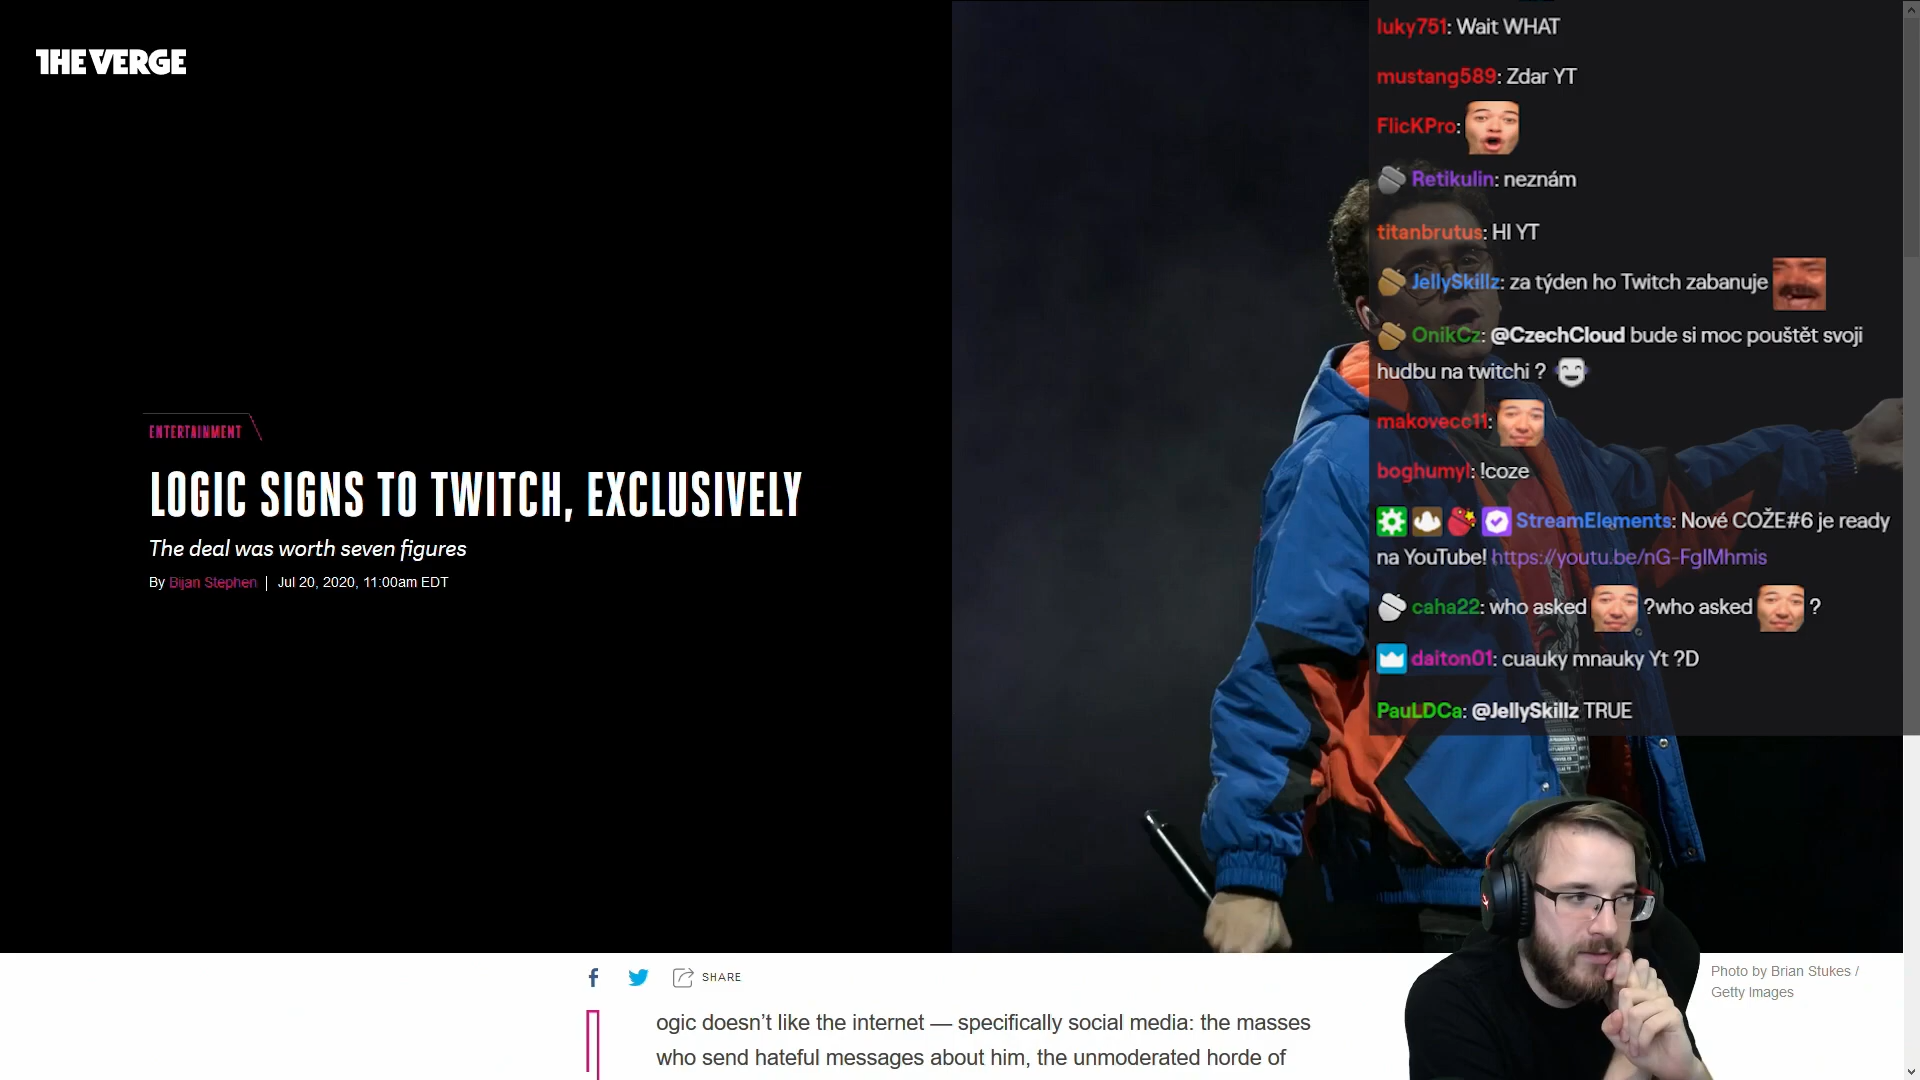 THE VERGE
ENTERTAINMENT
LOGIC SIGNS TO TWITCH, EXCLUSIVELY
The deal was worth seven figures
By Bijan Stephen | Jul 20, 2020, 11:00am EDT
luky751: Wait WHAT
mustang589: Zdar YT
FlicKPro:
Retikulin: neznám
titanbrutus: HI YT
JellySkillz: za týden ho Twitch zabanuje
OnikCz: @CzechCloud bude si moc pouštět svoji
hudbu na twitchi ?
makovecc11:
boghumyl: !coze
StreamElements: Nové COŽE#6 je ready
na YouTube! https://youtu.be/nG-FglMhmis
caha22: who asked ?who asked ?
daiton01: cuauky mnauky Yt ?D
PauLDCa: @JellySkillz TRUE
SHARE
Photo by Brian Stukes /
Getty Images
ogic doesn’t like the internet — specifically social media: the masses
who send hateful messages about him, the unmoderated horde of